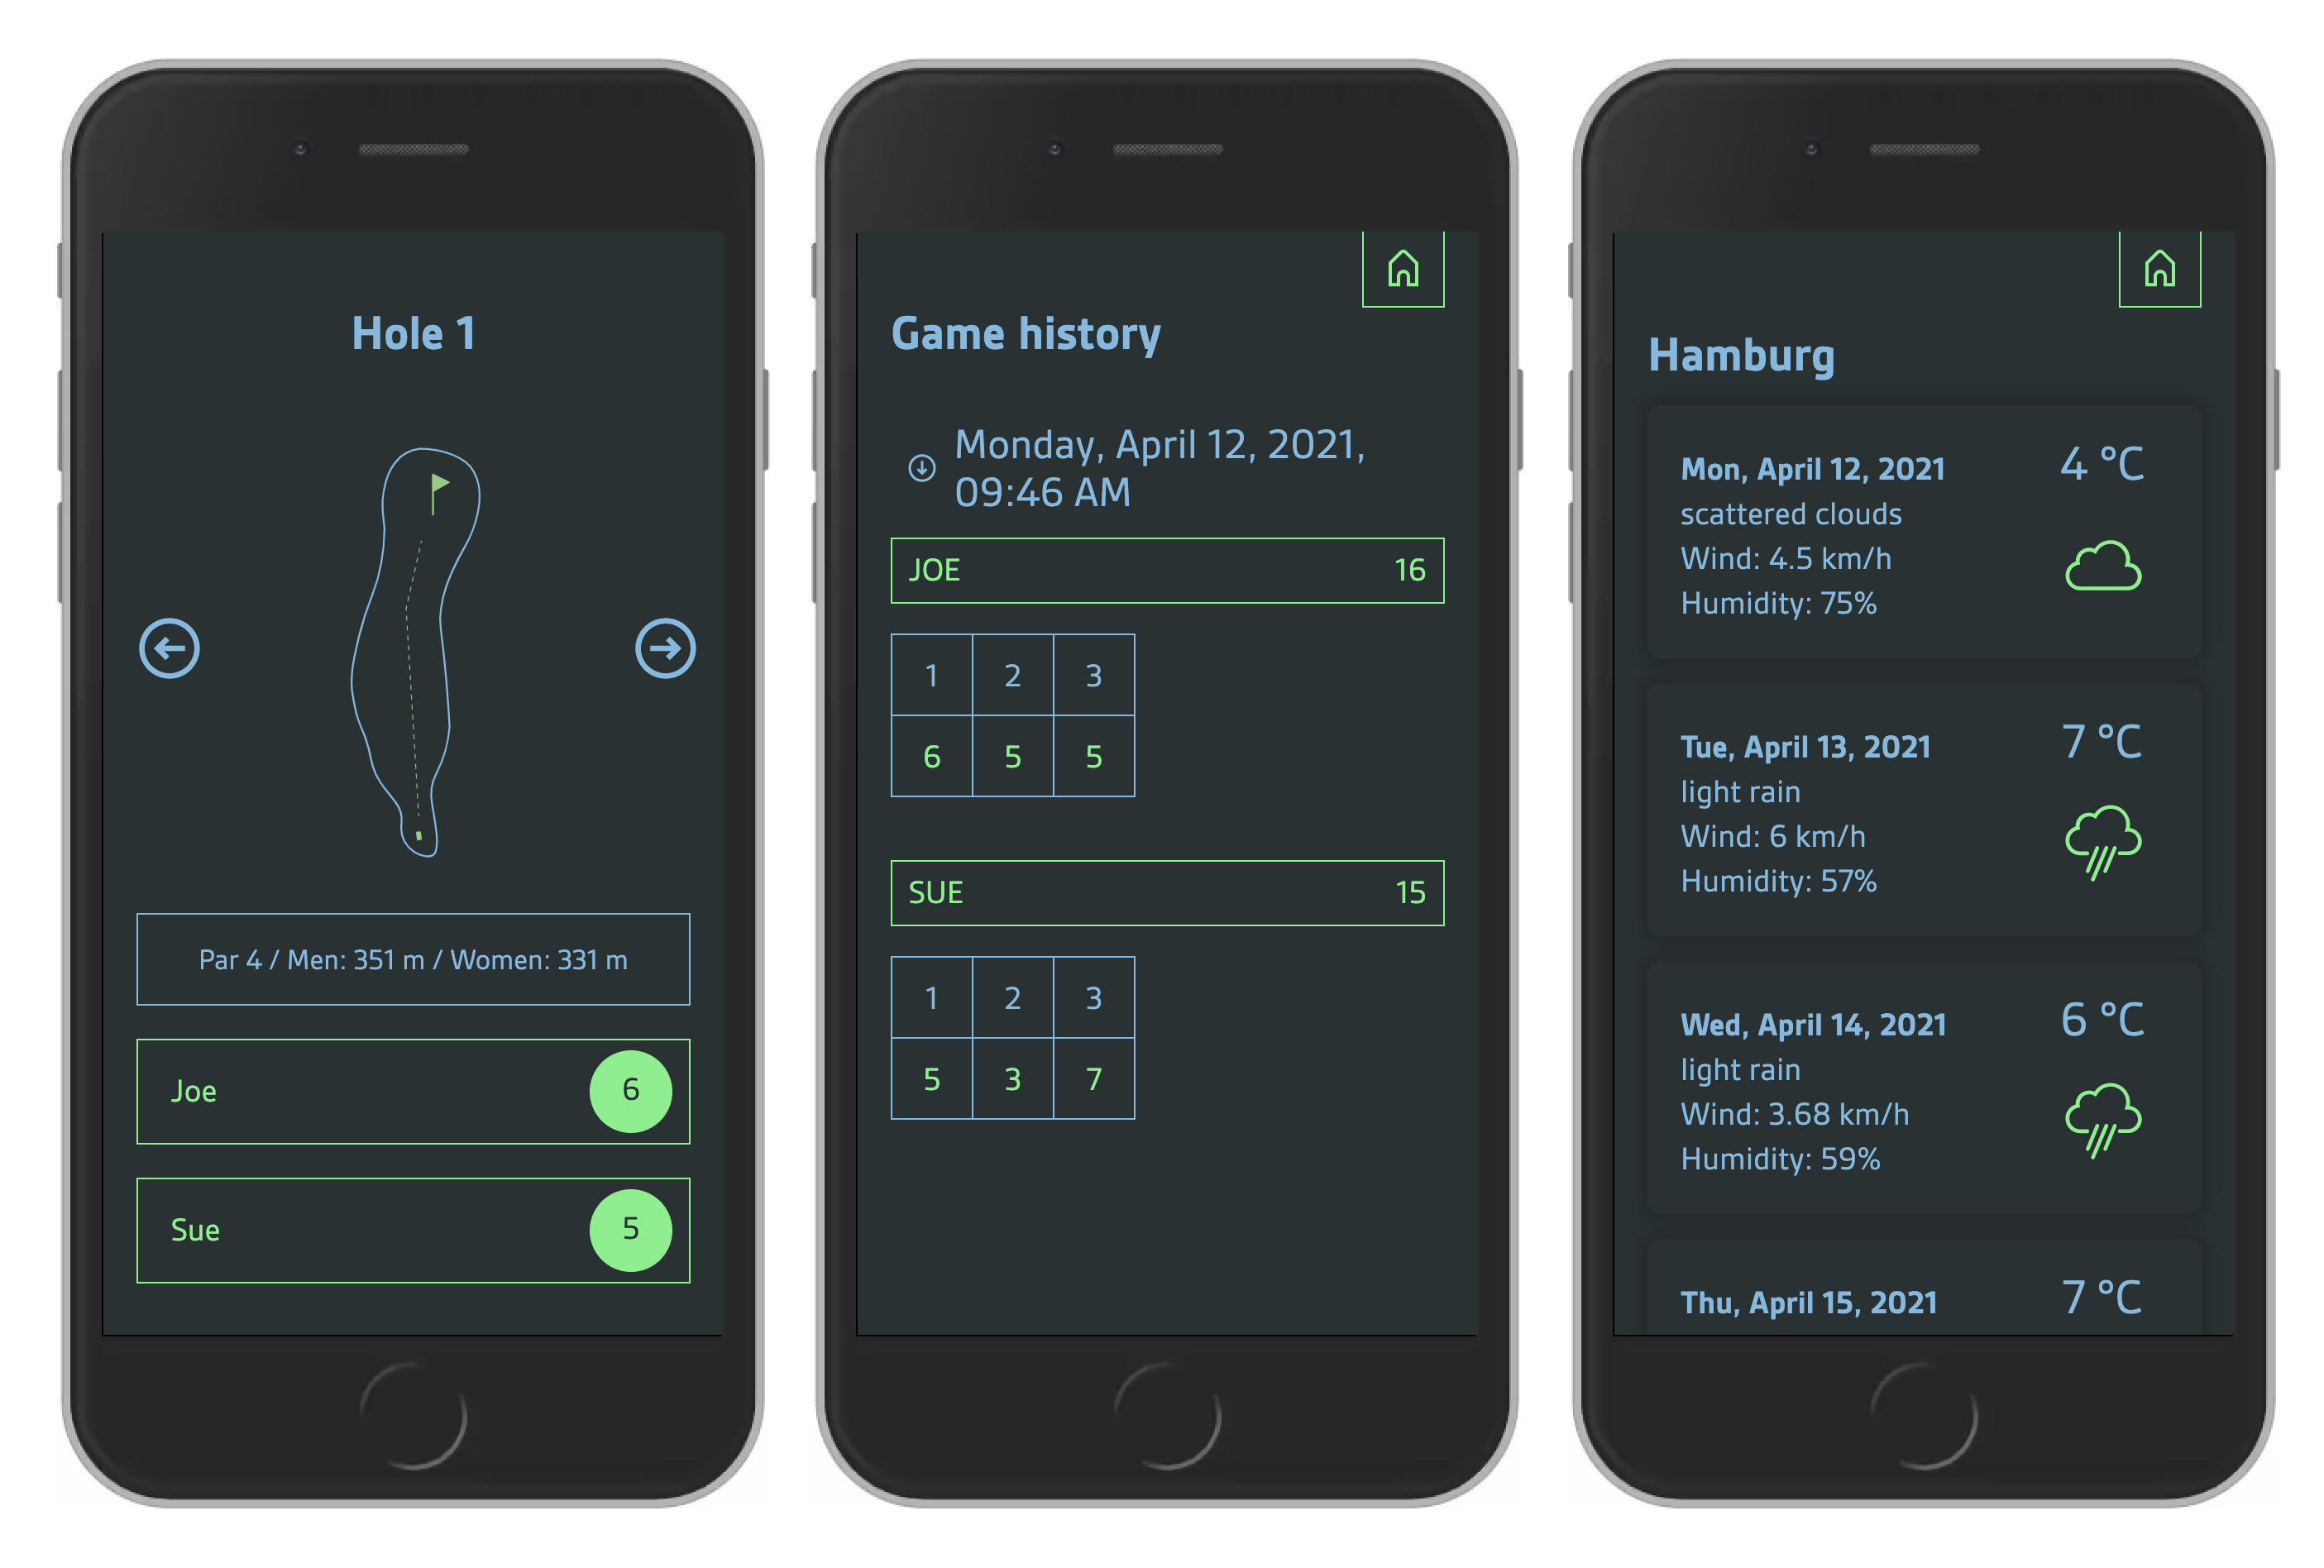 Hole 1
Par 4 / Men: 351 m / Women: 331 m
Joe 6
Sue 5
Game history
Monday, April 12, 2021,
09:46 AM
JOE 16
1 2 3
6 5 5
SUE 15
1 2 3
5 3 7
Hamburg
Mon, April 12, 2021 4 °C
scattered clouds
Wind: 4.5 km/h
Humidity: 75%
Tue, April 13, 2021 7 °C
light rain
Wind: 6 km/h
Humidity: 57%
Wed, April 14, 2021 6 °C
light rain
Wind: 3.68 km/h
Humidity: 59%
Thu, April 15, 2021 7 °C